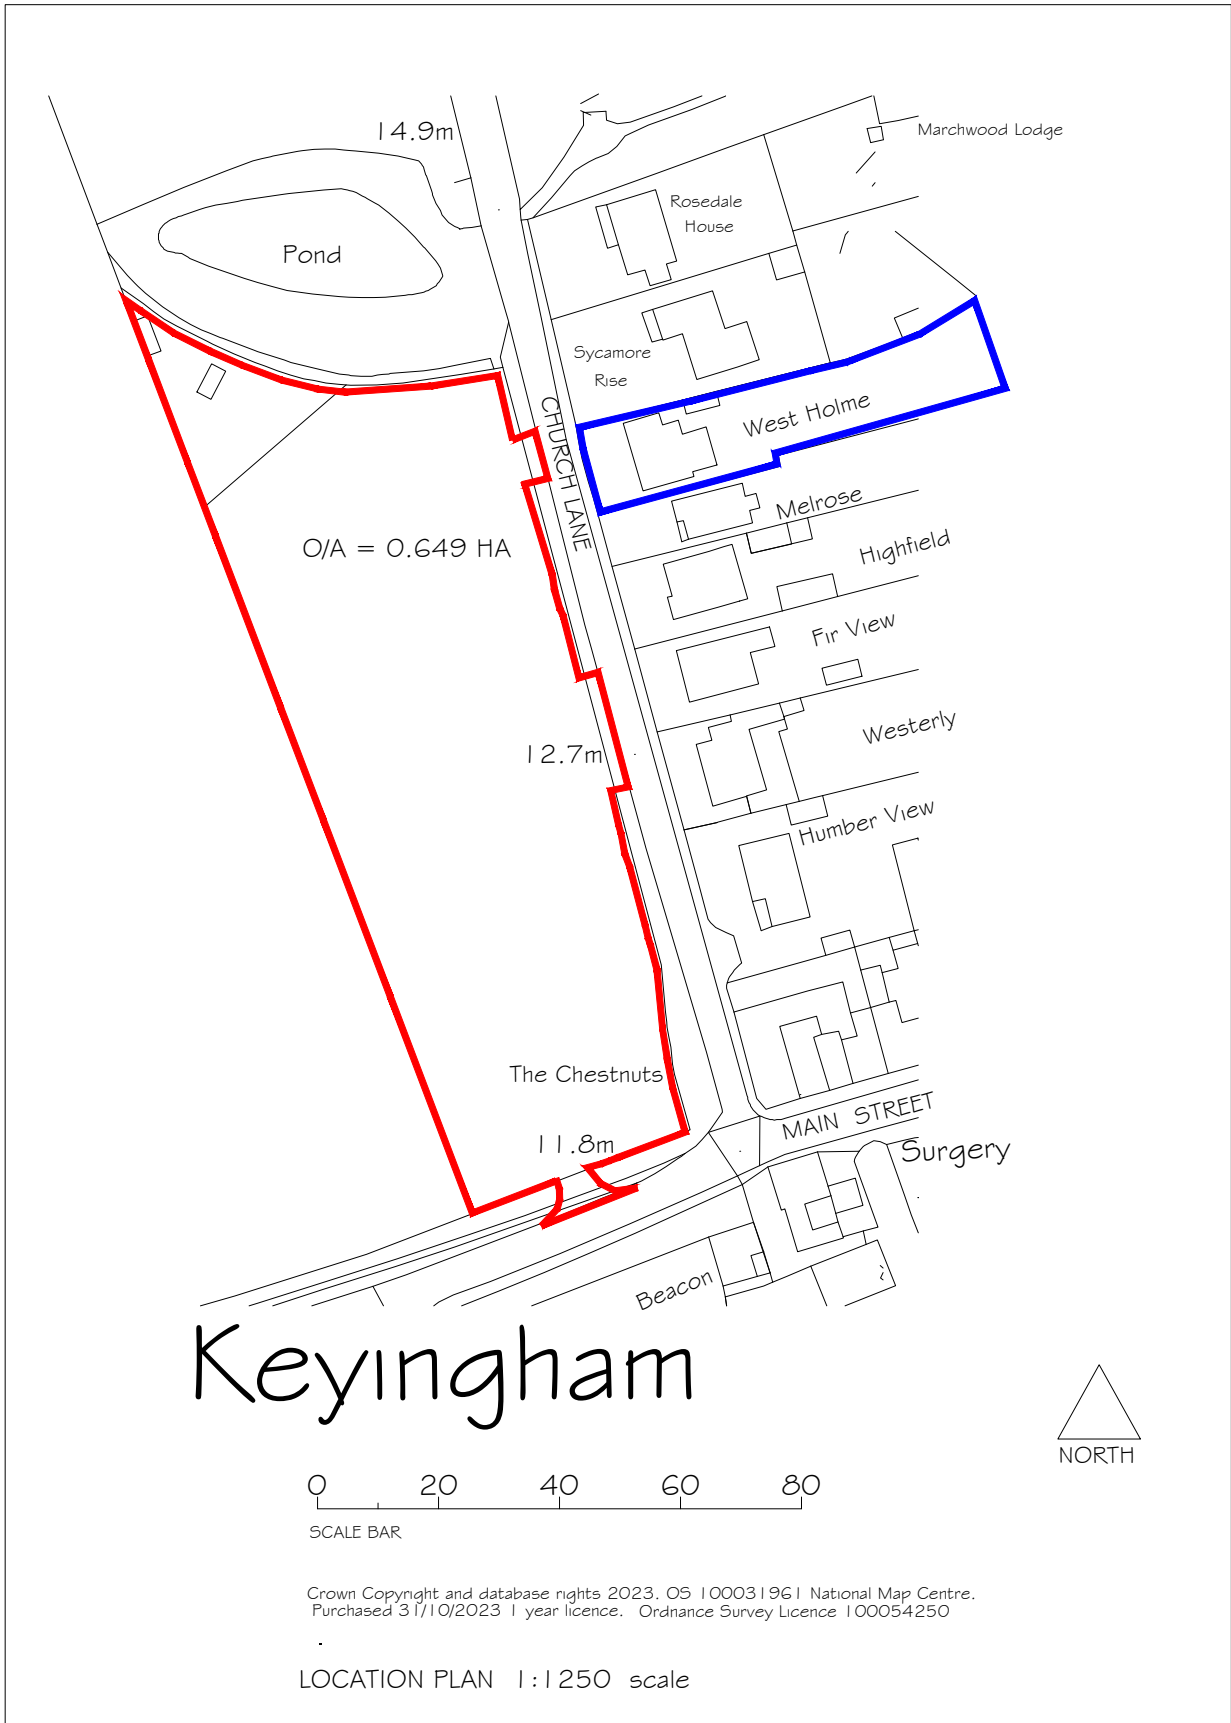 14.9m
Marchwood Lodge
Rosedale
House
Pond
Sycamore
Rise
CHURCH LANE
West Holme
Melrose
O/A = 0.649 HA
Highfield
Fir View
Westerly
12.7m
Humber View
The Chestnuts
MAIN STREET
11.8m
Surgery
Beacon
Keyingham
NORTH
0 20 40 60 80
SCALE BAR
Crown Copyright and database rights 2023. OS 100031961 National Map Centre.
Purchased 31/10/2023 1 year licence. Ordnance Survey Licence 100054250
LOCATION PLAN 1:1250 scale